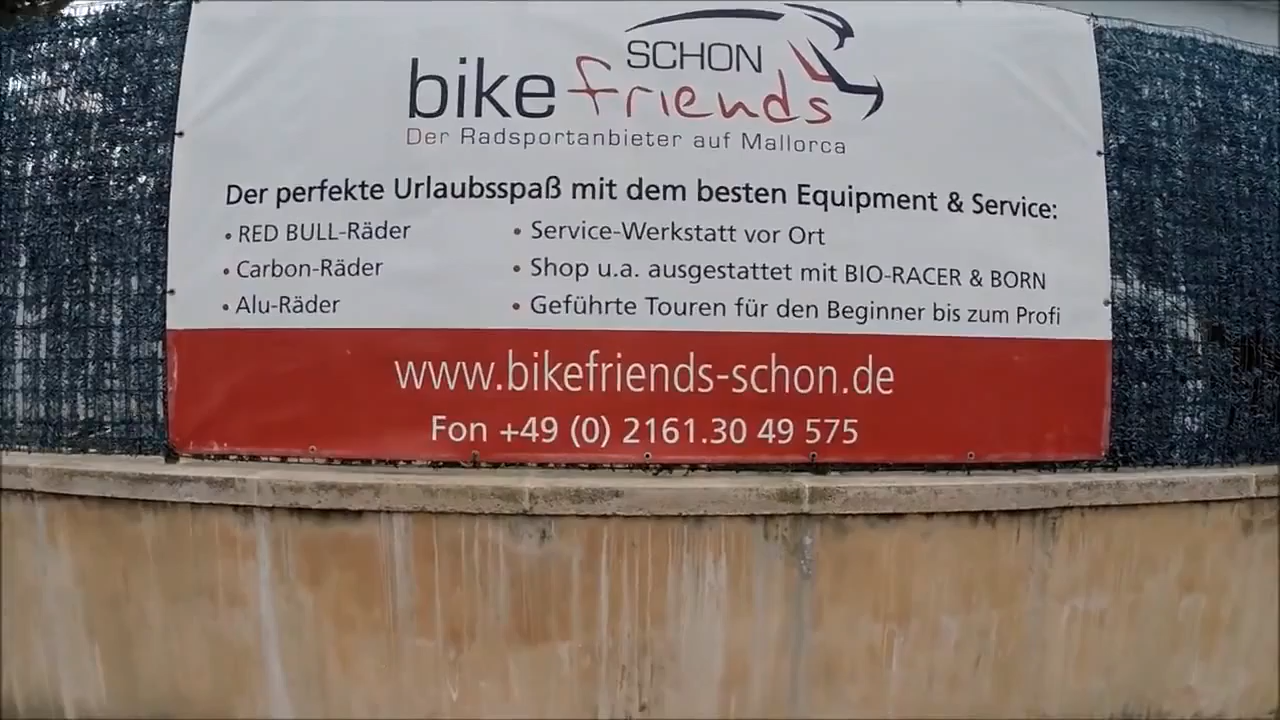 SCHON
bike friends
Der Radsportanbieter auf Mallorca
Der perfekte Urlaubsspaß mit dem besten Equipment & Service:
• RED BULL-Räder
• Carbon-Räder
• Alu-Räder
• Service-Werkstatt vor Ort
• Shop u.a. ausgestattet mit BIO-RACER & BORN
• Geführte Touren für den Beginner bis zum Profi
www.bikefriends-schon.de
Fon +49 (0) 2161.30 49 575